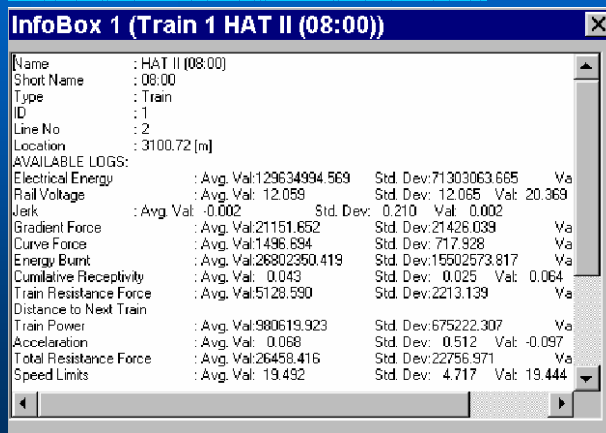 InfoBox 1 (Train 1 HAT II (08:00))
Name : HAT II (08:00)
Short Name : 08:00
Type : Train
ID : 1
Line No : 2
Location : 3100.72 [m]
AVAILABLE LOGS:
Electrical Energy : Avg. Val:129634994.569 Std. Dev:71303063.665 Va
Rail Voltage : Avg. Val: 12.059 Std. Dev: 12.065 Val: 20.369
Jerk : Avg. Val: -0.002 Std. Dev: 0.210 Val: 0.002
Gradient Force : Avg. Val:21151.652 Std. Dev:21426.039 Va
Curve Force : Avg. Val:1496.694 Std. Dev: 717.928 Va
Energy Burnt : Avg. Val:26802350.419 Std. Dev:15502573.817 Va
Cumilative Receptivity : Avg. Val: 0.043 Std. Dev: 0.025 Val: 0.064
Train Resistance Force : Avg. Val:5128.590 Std. Dev:2213.139 Va
Distance to Next Train
Train Power : Avg. Val:980619.923 Std. Dev:675222.307 Va
Accelaration : Avg. Val: 0.068 Std. Dev: 0.512 Val: -0.097
Total Resistance Force : Avg. Val:26458.416 Std. Dev:22756.971 Va
Speed Limits : Avg. Val: 19.492 Std. Dev: 4.717 Val: 19.444